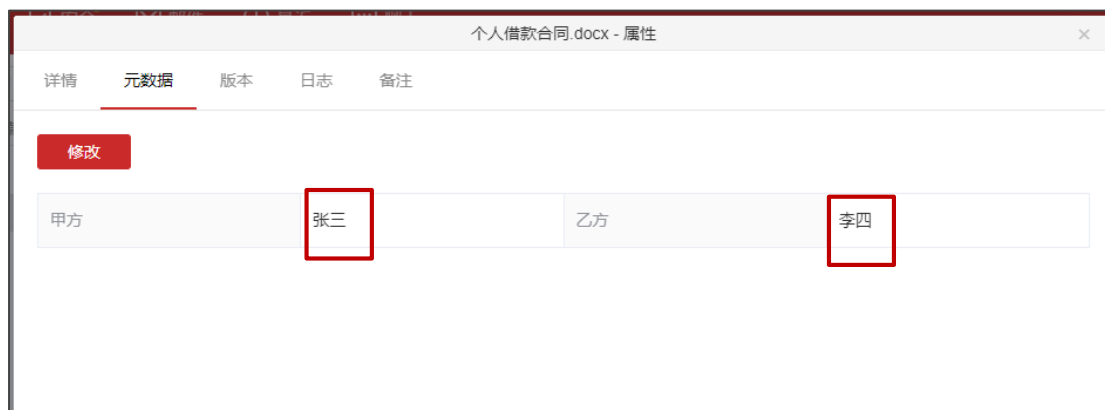 个人借款合同.docx - 属性 ×
详情 元数据 版本 日志 备注
修改
甲方 张三 乙方 李四